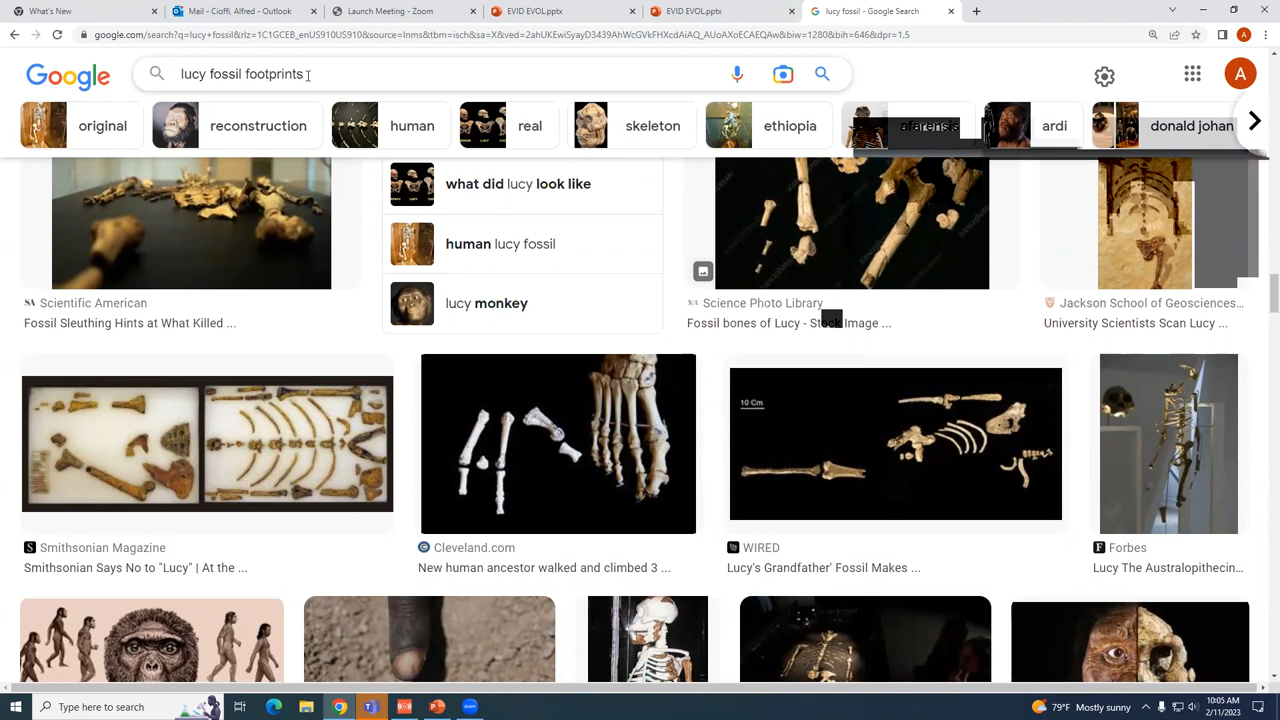 What's New
Mail - Cioffi, Alfred - Outlook
Launch Meeting - Zoom
EVID EVOL.pptx
EVID EVOL.pptx
lucy fossil - Google Search
google.com/search?q=lucy+fossil&rlz=1C1GCEB_enUS910US910&source=lnms&tbm=isch&sa=X&ved=2ahUKEwiyayD3439AhWcGVkFHXcdAiAQ_AUoAXoECAEQAw&biw=1280&bih=646&dpr=1.5
A
Google
lucy fossil footprints
A
original
reconstruction
human
real
skeleton
ethiopia
afarensis
ardi
donald johan
what did lucy look like
human lucy fossil
lucy monkey
SA Scientific American
Fossil Sleuthing Hints at What Killed ...
Science Photo Library
Fossil bones of Lucy - Stock Image ...
Jackson School of Geosciences...
University Scientists Scan Lucy ...
10 Cm
S Smithsonian Magazine
Smithsonian Says No to "Lucy" | At the ...
Cleveland.com
New human ancestor walked and climbed 3 ...
WIRED
Lucy's Grandfather' Fossil Makes ...
F Forbes
Lucy The Australopithecin...
Type here to search
79°F Mostly sunny
10:05 AM
2/11/2023